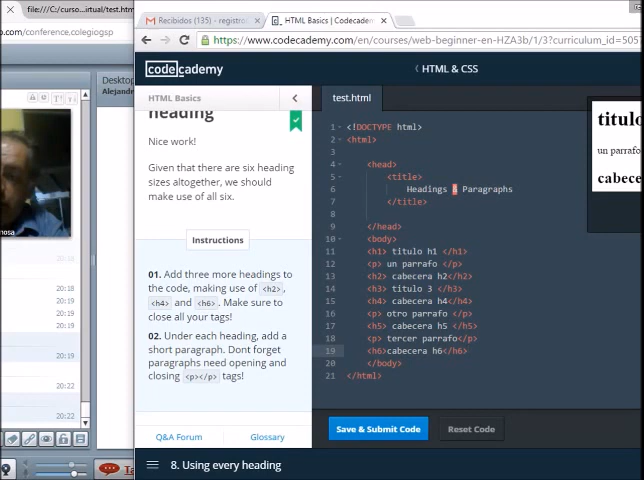 file:///C:/curso...irtual/test.htm
Recibidos (135) - registro
HTML Basics | Codecadem
p.com/conference.colegiogsp
https://www.codecademy.com/en/courses/web-beginner-en-HZA3b/1/3?curriculum_id=505
Desktop
Alejandr
codecademy
HTML & CSS
HTML Basics
test.html
heading
Nice work!
Given that there are six heading
sizes altogether, we should
make use of all six.
Instructions
01. Add three more headings to
the code, making use of <h2>,
<h4> and <h6>. Make sure to
close all your tags!
02. Under each heading, add a
short paragraph. Dont forget
paragraphs need opening and
closing <p></p> tags!
Q&A Forum
Glossary
1 <!DOCTYPE html>
2 <html>
3
4 <head>
5 <title>
6 Headings & Paragraphs
7 </title>
8
9 </head>
10 <body>
11 <h1> titulo h1 </h1>
12 <p> un parrafo </p>
13 <h2> cabecera h2</h2>
14 <h3> titulo 3 </h3>
15 <h4> cabecera h4</h4>
16 <p> otro parrafo </p>
17 <h5> cabecera h5 </h5>
18 <p> tercer parrafo</p>
19 <h6>cabecera h6</h6>
20 </body>
21 </html>
titulo
un parrafo
cabece
Save & Submit Code
Reset Code
8. Using every heading
nosa
20:18
20:19
20:19
20:19
20:19
20:22
20:22
Ta